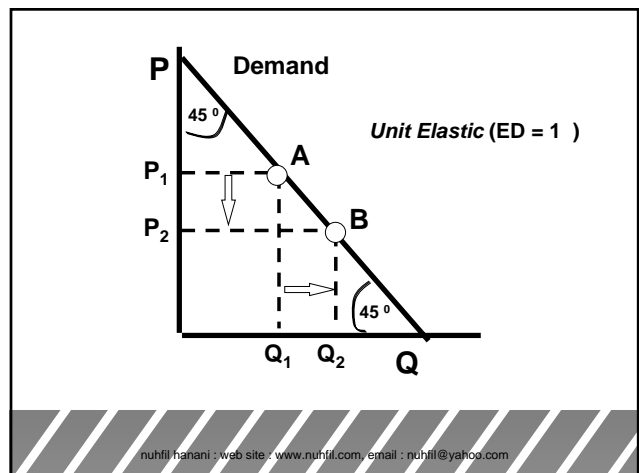 P Demand
45 0
Unit Elastic (ED = 1 )
A
P1
B
P2
45 0
Q1 Q2 Q
nuhfil hanani : web site : www.nuhfil.com, email : nuhfil@yahoo.com